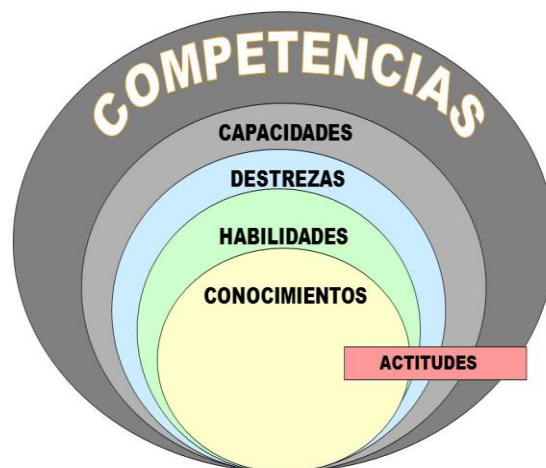 COMPETENCIAS
CAPACIDADES
DESTREZAS
HABILIDADES
CONOCIMIENTOS
ACTITUDES